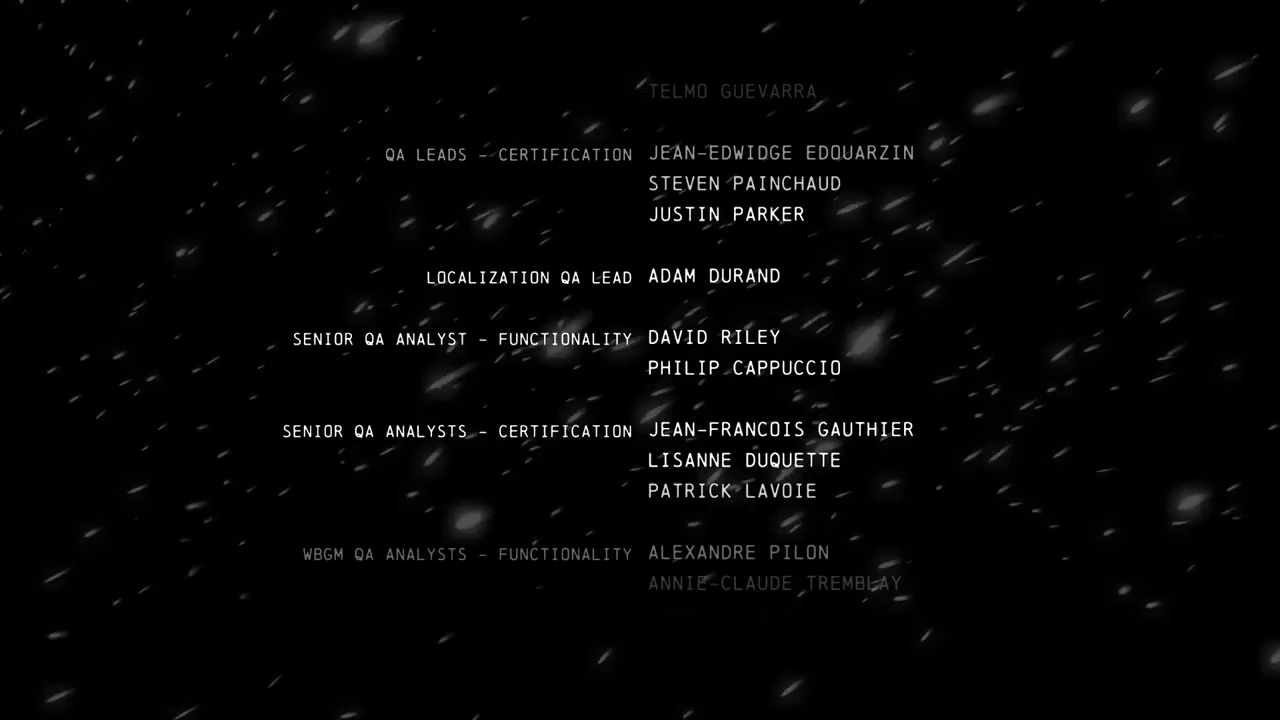 TELMO GUEVARRA
QA LEADS - CERTIFICATION JEAN-EDWIDGE EDOUARZIN
STEVEN PAINCHAUD
JUSTIN PARKER
LOCALIZATION QA LEAD ADAM DURAND
SENIOR QA ANALYST - FUNCTIONALITY DAVID RILEY
PHILIP CAPPUCCIO
SENIOR QA ANALYSTS - CERTIFICATION JEAN-FRANCOIS GAUTHIER
LISANNE DUQUETTE
PATRICK LAVOIE
WBGM QA ANALYSTS - FUNCTIONALITY ALEXANDRE PILON
ANNIE-CLAUDE TREMBLAY